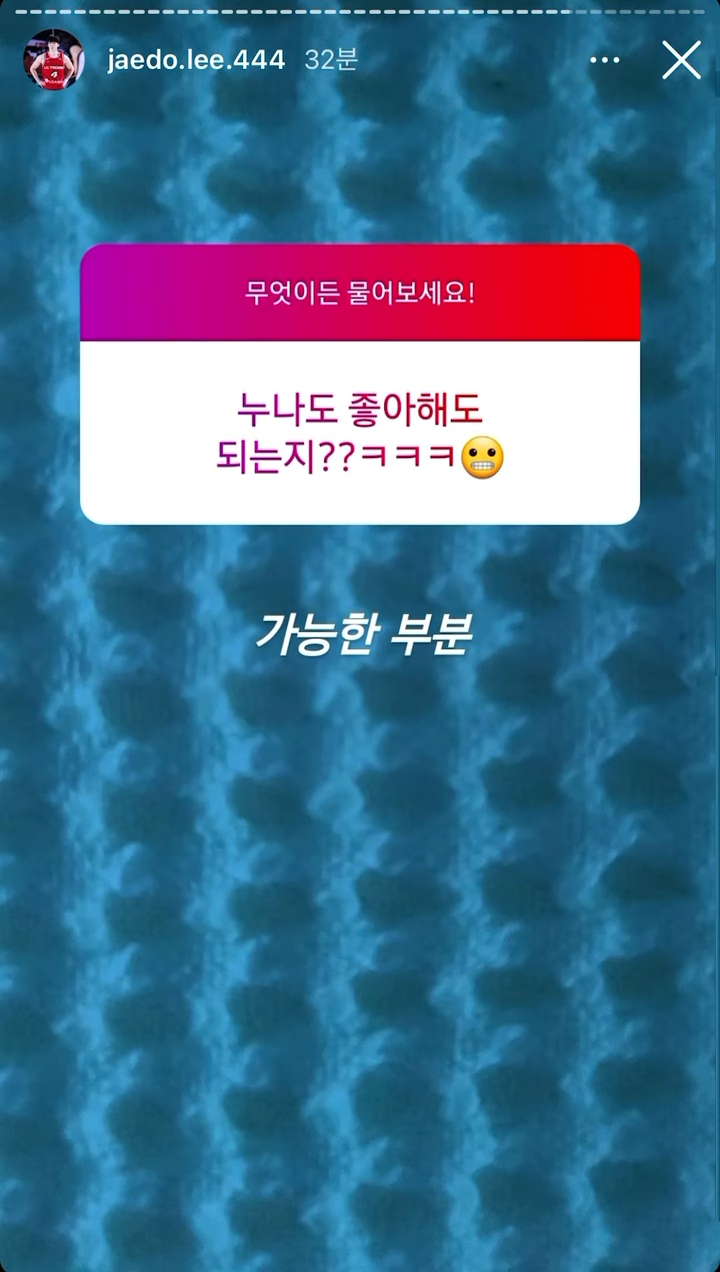 jaedo.lee.444 32분
무엇이든 물어보세요!
누나도 좋아해도
되는지??ㅋㅋㅋ😬
가능한 부분